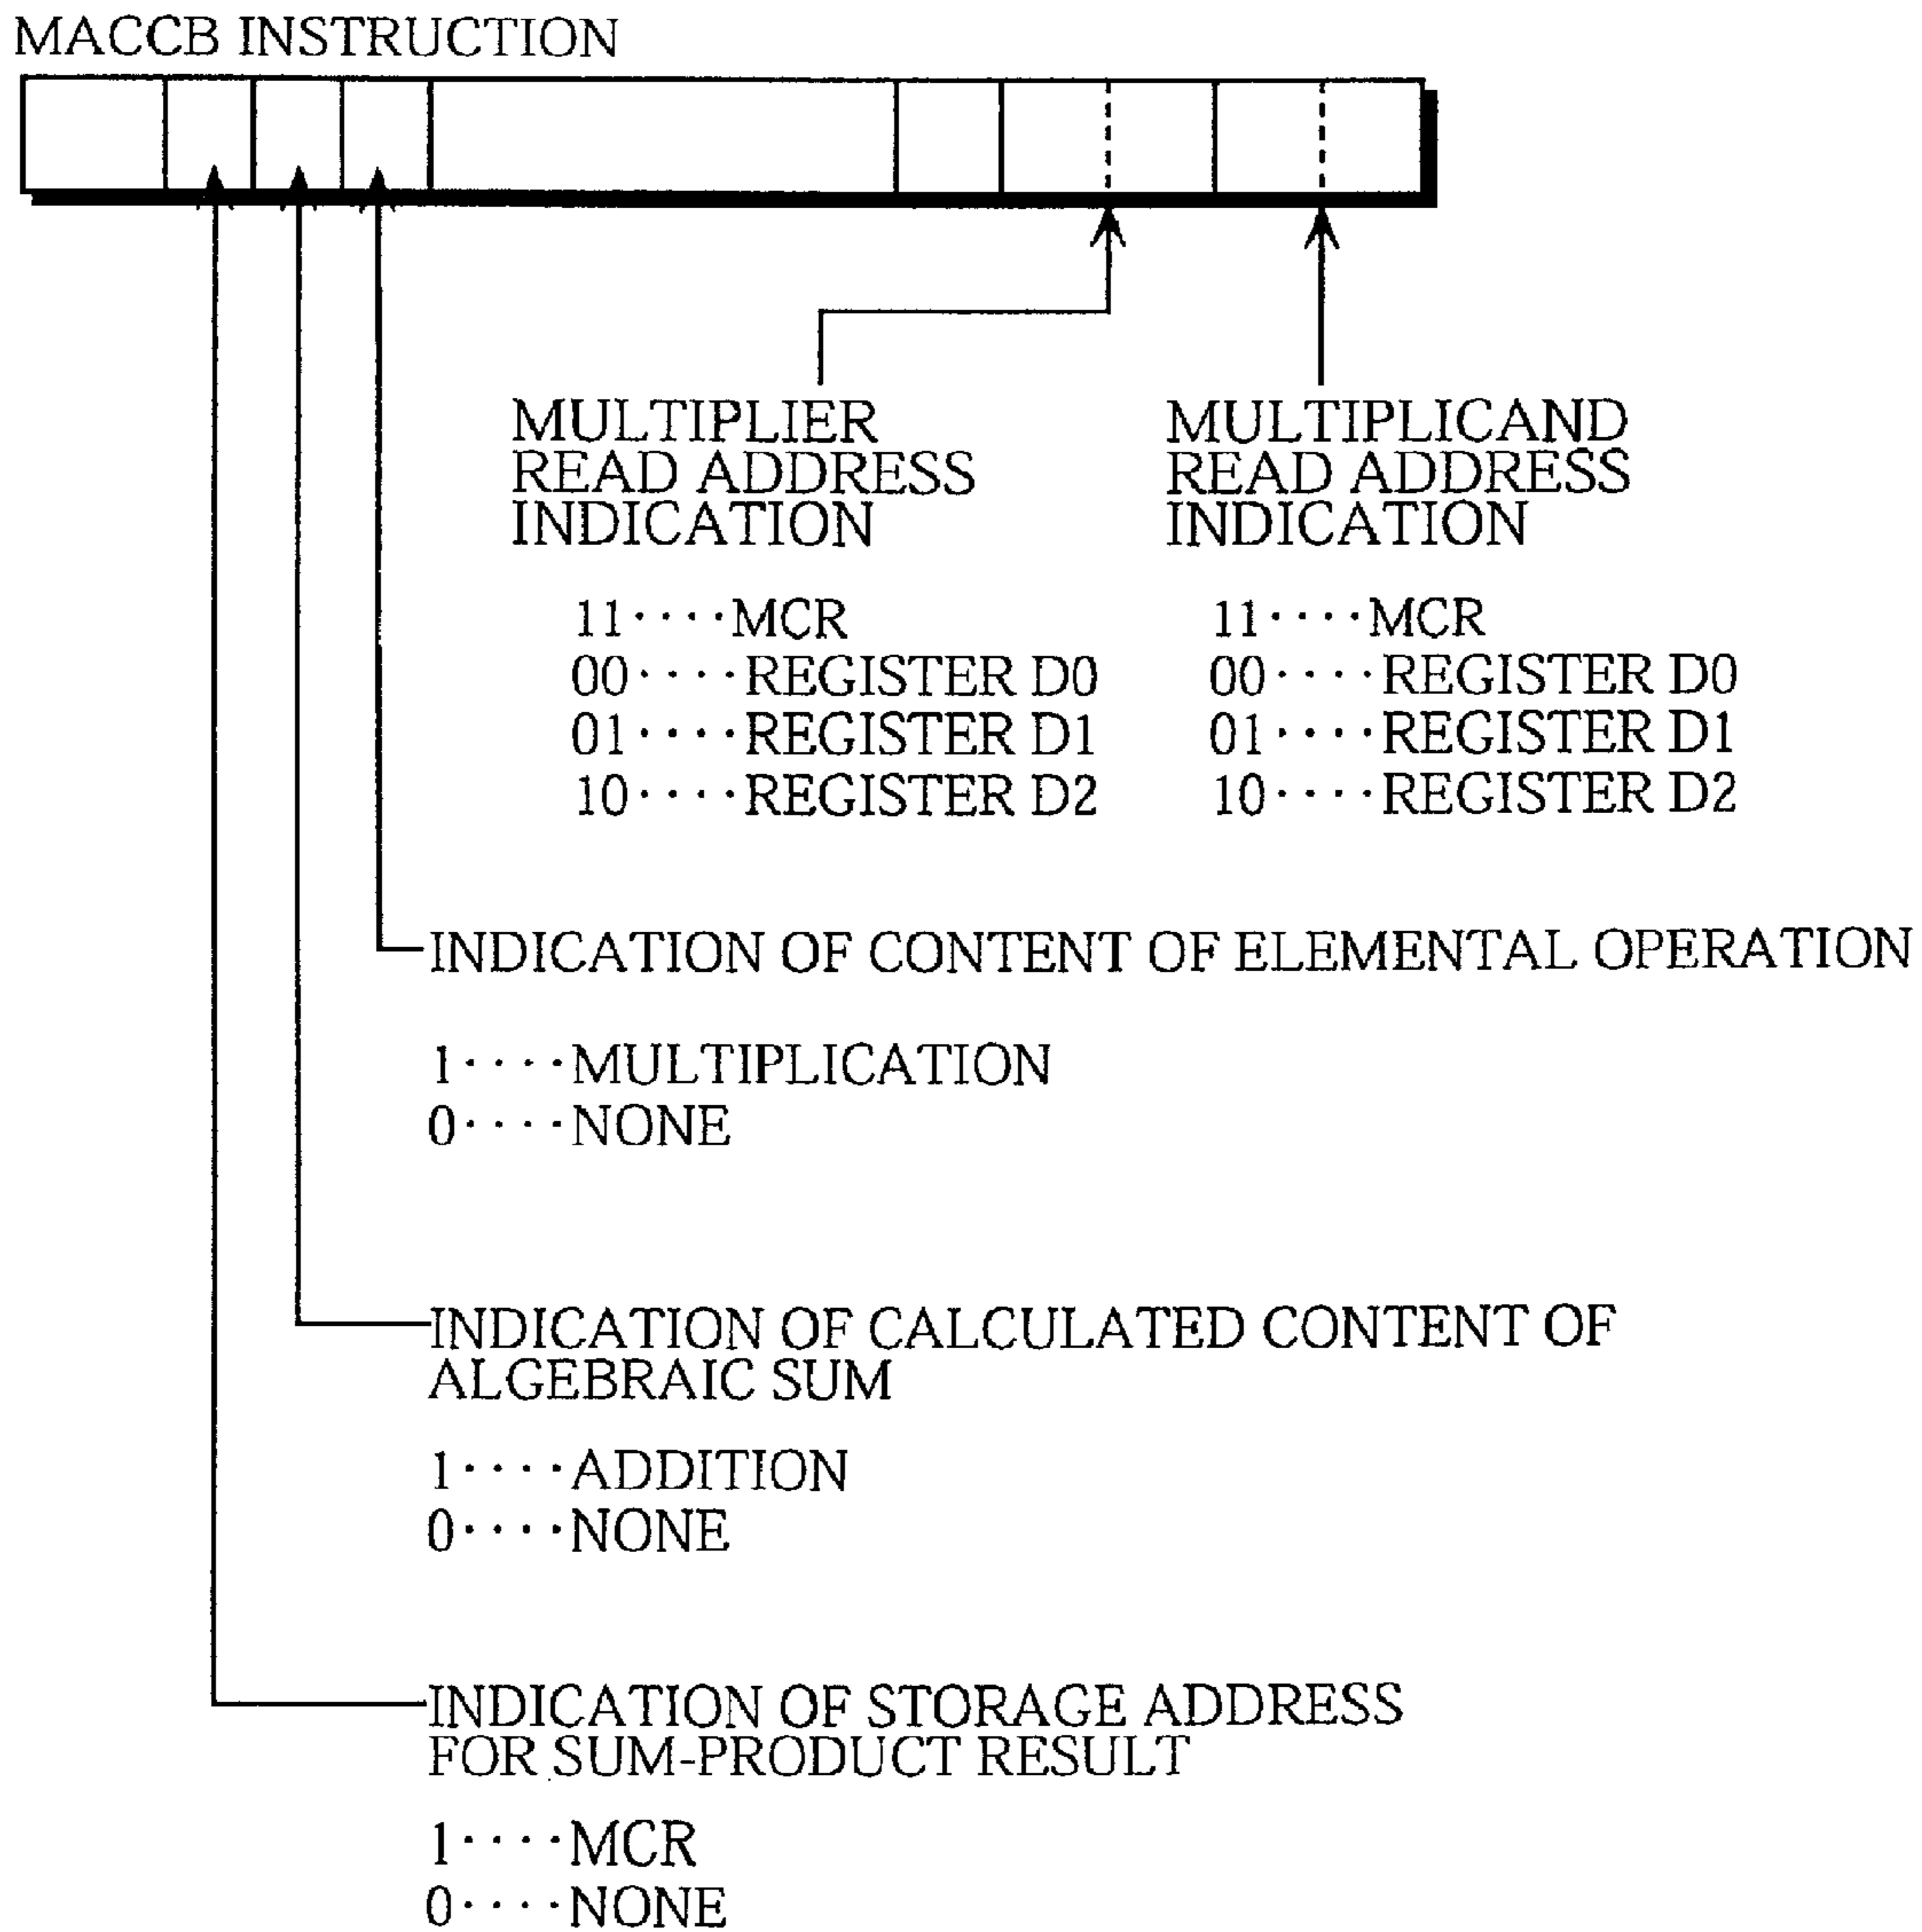 MACCB INSTRUCTION
MULTIPLIER
READ ADDRESS
INDICATION
11····MCR
00····REGISTER D0
01····REGISTER D1
10····REGISTER D2
MULTIPLICAND
READ ADDRESS
INDICATION
11····MCR
00····REGISTER D0
01····REGISTER D1
10····REGISTER D2
INDICATION OF CONTENT OF ELEMENTAL OPERATION
1····MULTIPLICATION
0····NONE
INDICATION OF CALCULATED CONTENT OF
ALGEBRAIC SUM
1····ADDITION
0····NONE
INDICATION OF STORAGE ADDRESS
FOR SUM-PRODUCT RESULT
1····MCR
0····NONE